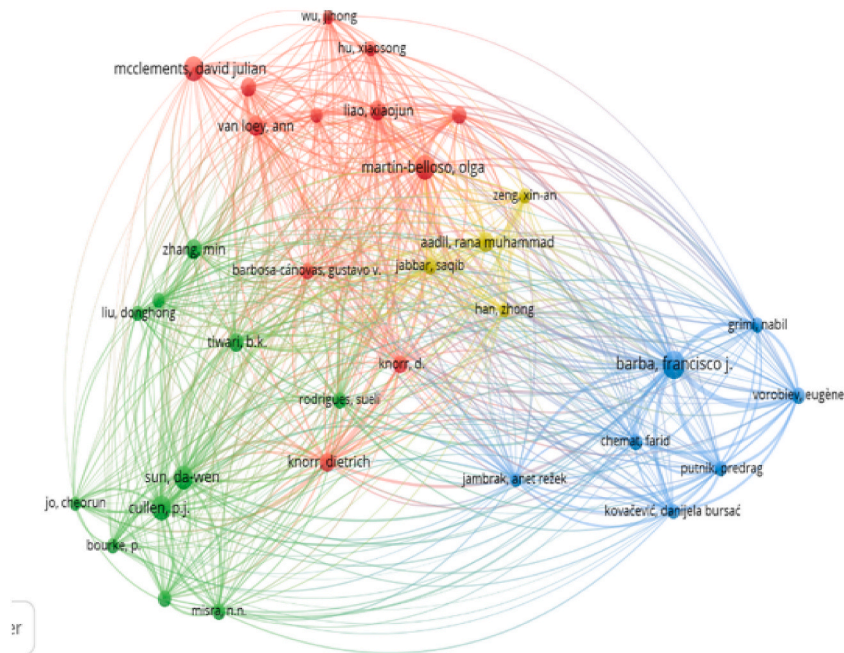 wu, jihong
hu, xiaosong
mcclements, david julian
liao, xiaojun
van loey, ann
martín-belloso, olga
zeng, xin-an
aadil, rana muhammad
zhang, min
jabbar, saqib
barbosa-cánovas, gustavo v.
liu, donghong
han, zhong
grimi, nabil
tiwari, b.k.
knorr, d.
barba, francisco j.
vorobiev, eugène
rodrigues, sueli
chemat, farid
knorr, dietrich
putnik, predrag
sun, da-wen
jambrak, anet režek
jo, cheorun
cullen, p.j.
kovačević, danijela bursać
bourke, p.
misra, n.n.
er